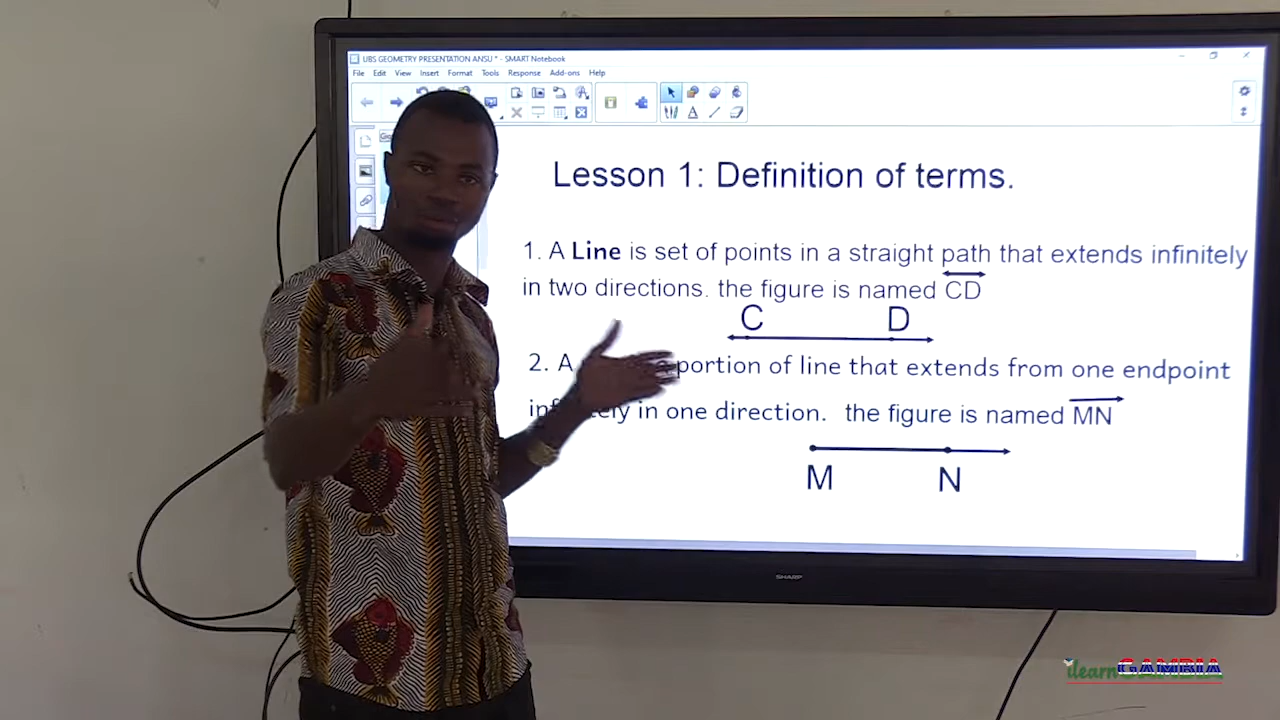 UBS GEOMETRY PRESENTATION ANSU * - SMART Notebook
File Edit View Insert Format Tools Response Add-ons Help
Lesson 1: Definition of terms.
1. A Line is set of points in a straight path that extends infinitely
in two directions. the figure is named CD
C D
2. A portion of line that extends from one endpoint
in one direction. the figure is named MN
M N
SHARP
ilearnGAMBIA